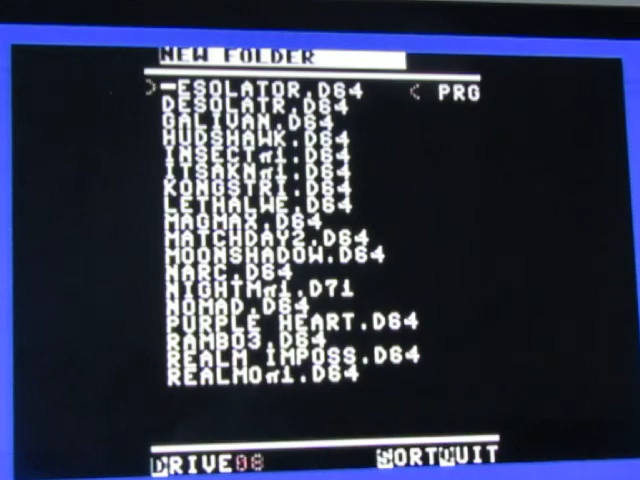 NEW FOLDER
>-ESOLATOR.D64 < PRG
DESOLATR.D64
GALIVAN.D64
HUDSHAWK.D64
INSECTπ1.D64
ITSAKNπ1.D64
KONGSTRI.D64
LETHALWE.D64
MAGMAX.D64
MATCHDAY2.D64
MOONSHADOW.D64
NARC.D64
NIGHTMπ1.D71
NOMAD.D64
PURPLE HEART.D64
RAMBO3.D64
REALM IMPOSS.D64
REALMOπ1.D64
DRIVE08 SORTQUIT